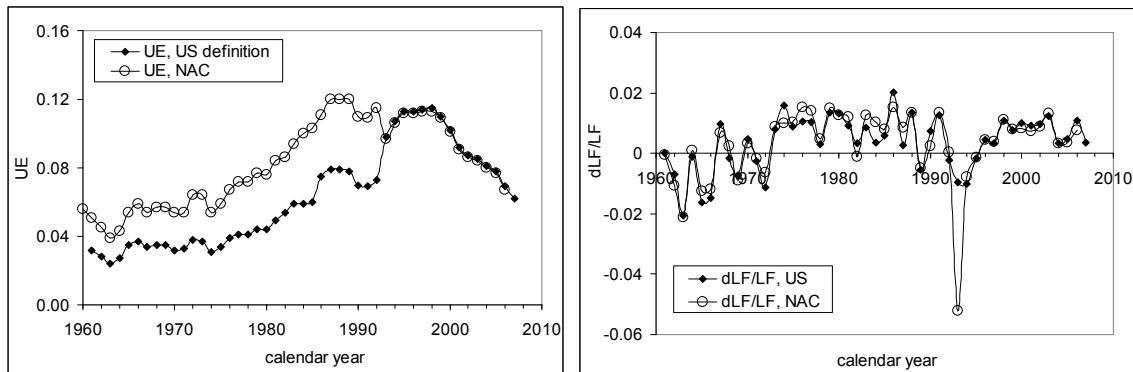 UE, US definition
UE, NAC
0.16
0.12
0.08
0.04
0.00
UE
1960 1970 1980 1990 2000 2010
calendar year
0.04
0.02
0
-0.02
-0.04
-0.06
dLF/LF
1960 1970 1980 1990 2000 2010
dLF/LF, US
dLF/LF, NAC
calendar year